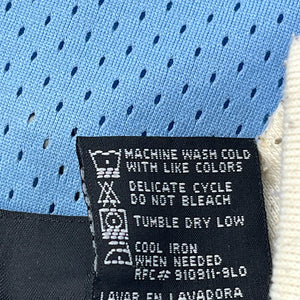 MACHINE WASH COLD
WITH LIKE COLORS
DELICATE CYCLE
DO NOT BLEACH
TUMBLE DRY LOW
COOL IRON
WHEN NEEDED
RFC# 910911-9L0
LAVAR EN LAVADORA